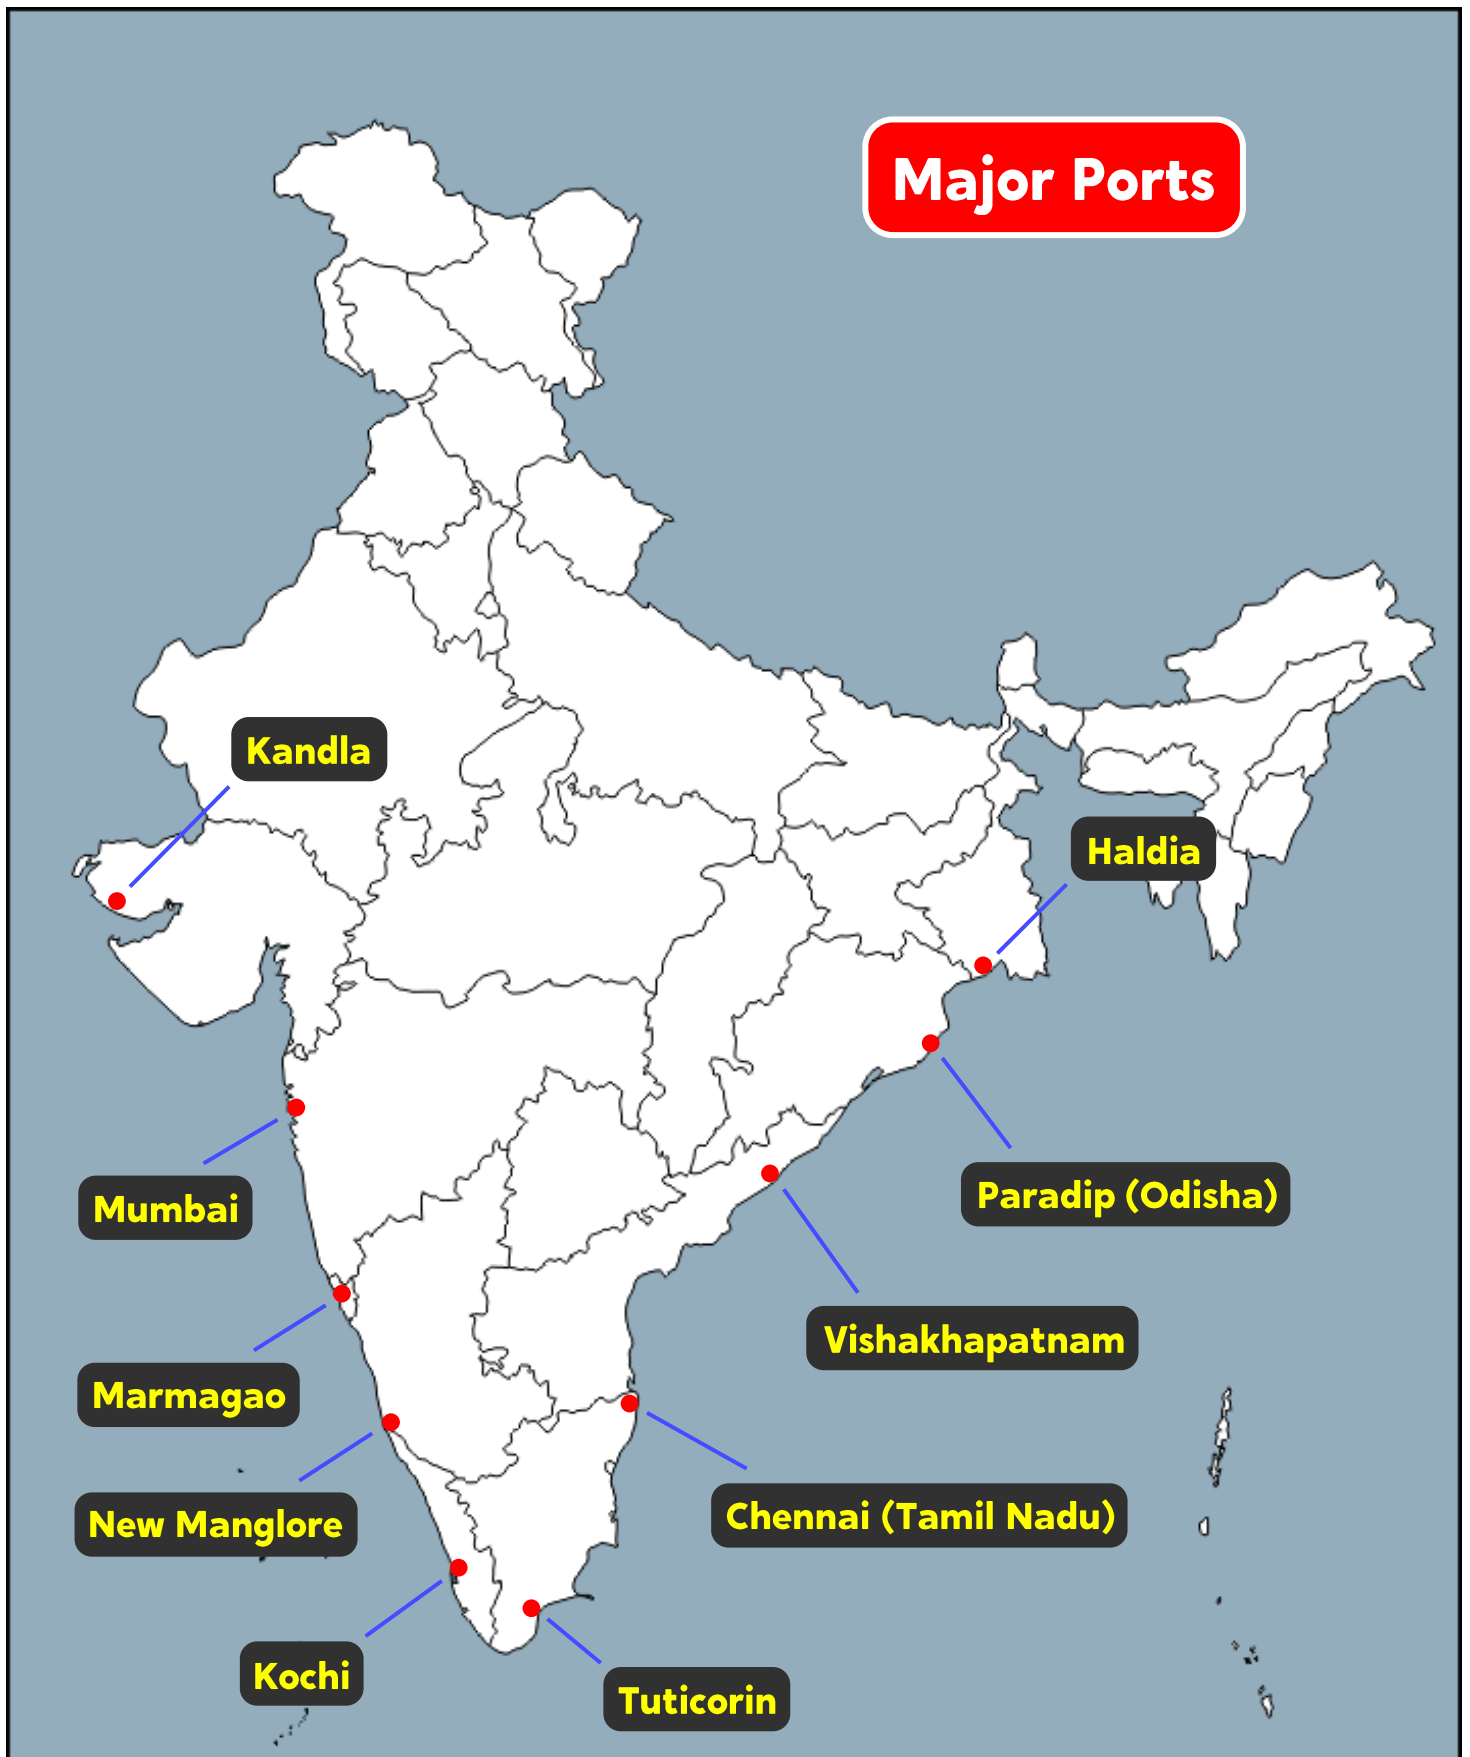 Major Ports
Kandla
Haldia
Paradip (Odisha)
Mumbai
Vishakhapatnam
Marmagao
Chennai (Tamil Nadu)
New Manglore
Kochi
Tuticorin